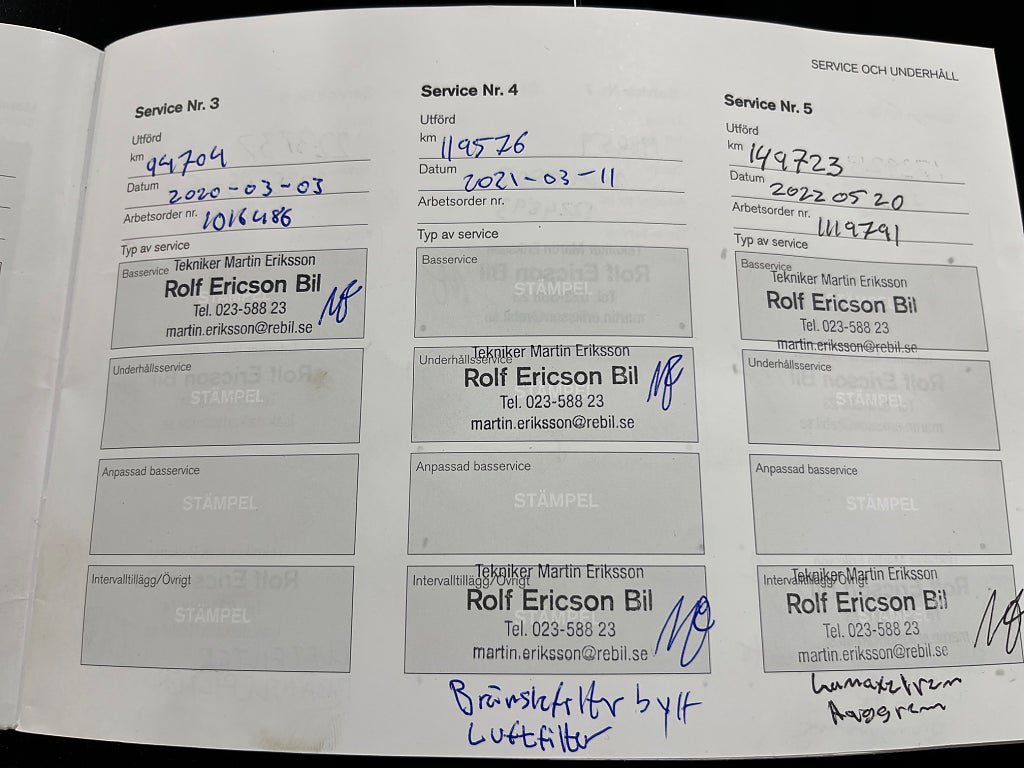 SERVICE OCH UNDERHÅLL
Service Nr. 3
Utförd
km 94704
Datum 2020-03-03
Arbetsorder nr. 1016486
Typ av service
Basservice
Tekniker Martin Eriksson
Rolf Ericson Bil
Tel. 023-588 23
martin.eriksson@rebil.se
Underhållsservice
STÄMPEL
Anpassad basservice
STÄMPEL
Intervalltillägg/Övrigt
STÄMPEL
Service Nr. 4
Utförd
km 119576
Datum 2021-03-11
Arbetsorder nr.
Typ av service
Basservice
STÄMPEL
Underhållsservice
Tekniker Martin Eriksson
Rolf Ericson Bil
Tel. 023-588 23
martin.eriksson@rebil.se
Anpassad basservice
STÄMPEL
Intervalltillägg/Övrigt
Tekniker Martin Eriksson
Rolf Ericson Bil
Tel. 023-588 23
martin.eriksson@rebil.se
Bränslefilter bytt
Luftfilter
Service Nr. 5
Utförd
km 149723
Datum 2022 05 20
Arbetsorder nr. 1119791
Typ av service
Basservice
Tekniker Martin Eriksson
Rolf Ericson Bil
Tel. 023-588 23
martin.eriksson@rebil.se
Underhållsservice
STÄMPEL
Anpassad basservice
STÄMPEL
Intervalltillägg/Övrigt
Tekniker Martin Eriksson
Rolf Ericson Bil
Tel. 023-588 23
martin.eriksson@rebil.se